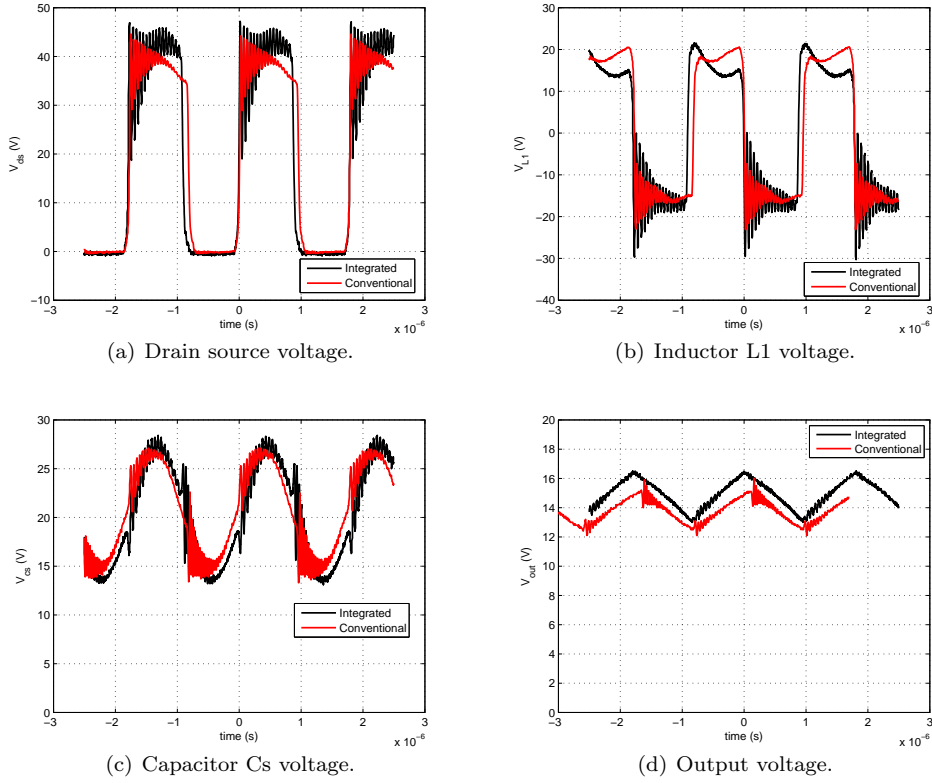 50
40
30
20
10
0
−10
−3
−2
−1
0
1
2
3
x 10⁻⁶
time (s)
V_ds (V)
Integrated
Conventional
(a) Drain source voltage.
30
20
10
0
−10
−20
−30
−40
−3
−2
−1
0
1
2
3
x 10⁻⁶
time (s)
V_L1 (V)
Integrated
Conventional
(b) Inductor L1 voltage.
30
25
20
15
10
5
0
−3
−2
−1
0
1
2
3
x 10⁻⁶
time (s)
V_cs (V)
Integrated
Conventional
(c) Capacitor Cs voltage.
20
18
16
14
12
10
8
6
4
2
0
−3
−2
−1
0
1
2
3
x 10⁻⁶
time (s)
V_out (V)
Integrated
Conventional
(d) Output voltage.